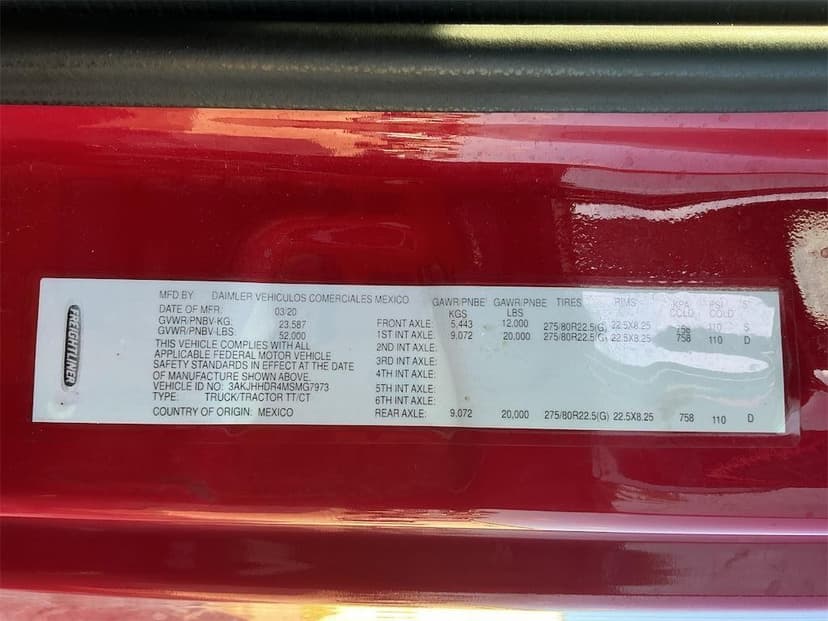 FREIGHTLINER
MFD.BY DAIMLER VEHICULOS COMERCIALES MEXICO
DATE OF MFR: 03/20
GVWR/PNBV-KG. 23.587
GVWR/PNBV-LBS: 52.000
THIS VEHICLE COMPLIES WITH ALL
APPLICABLE FEDERAL MOTOR VEHICLE
SAFETY STANDARDS IN EFFECT AT THE DATE
OF MANUFACTURE SHOWN ABOVE.
VEHICLE ID NO: 3AKJHHDR4MSMG7973
TYPE: TRUCK/TRACTOR TT/CT
COUNTRY OF ORIGIN: MEXICO
GAWR/PNBE GAWR/PNBE TIRES RIMS KPA PSI S
KGS LBS COLD COLD
FRONT AXLE: 5,443 12,000 275/80R22.5(G) 22.5X8.25 110 S
1ST INT AXLE: 9.072 20,000 275/80R22.5(G) 22.5X8.25 758 110 D
2ND INT AXLE:
3RD INT AXLE:
4TH INT AXLE:
5TH INT AXLE:
6TH INT AXLE:
REAR AXLE: 9.072 20,000 275/80R22.5(G) 22.5X8.25 758 110 D